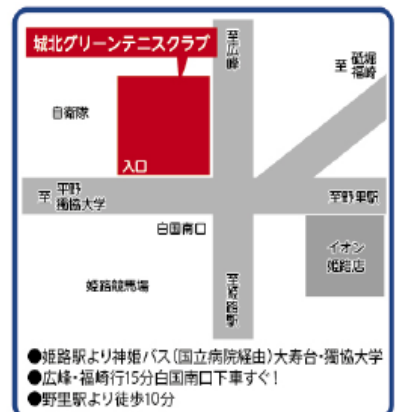 城北グリーンテニスクラブ
至広峰
至 砥堀
福崎
自衛隊
入口
至 平野
獨協大学
至野里駅
白国南口
イオン
姫路店
至姫路駅
姫路競馬場
●姫路駅より神姫バス(国立病院経由)大寿台・獨協大学
●広峰・福崎行15分白国南口下車すぐ!
●野里駅より徒歩10分